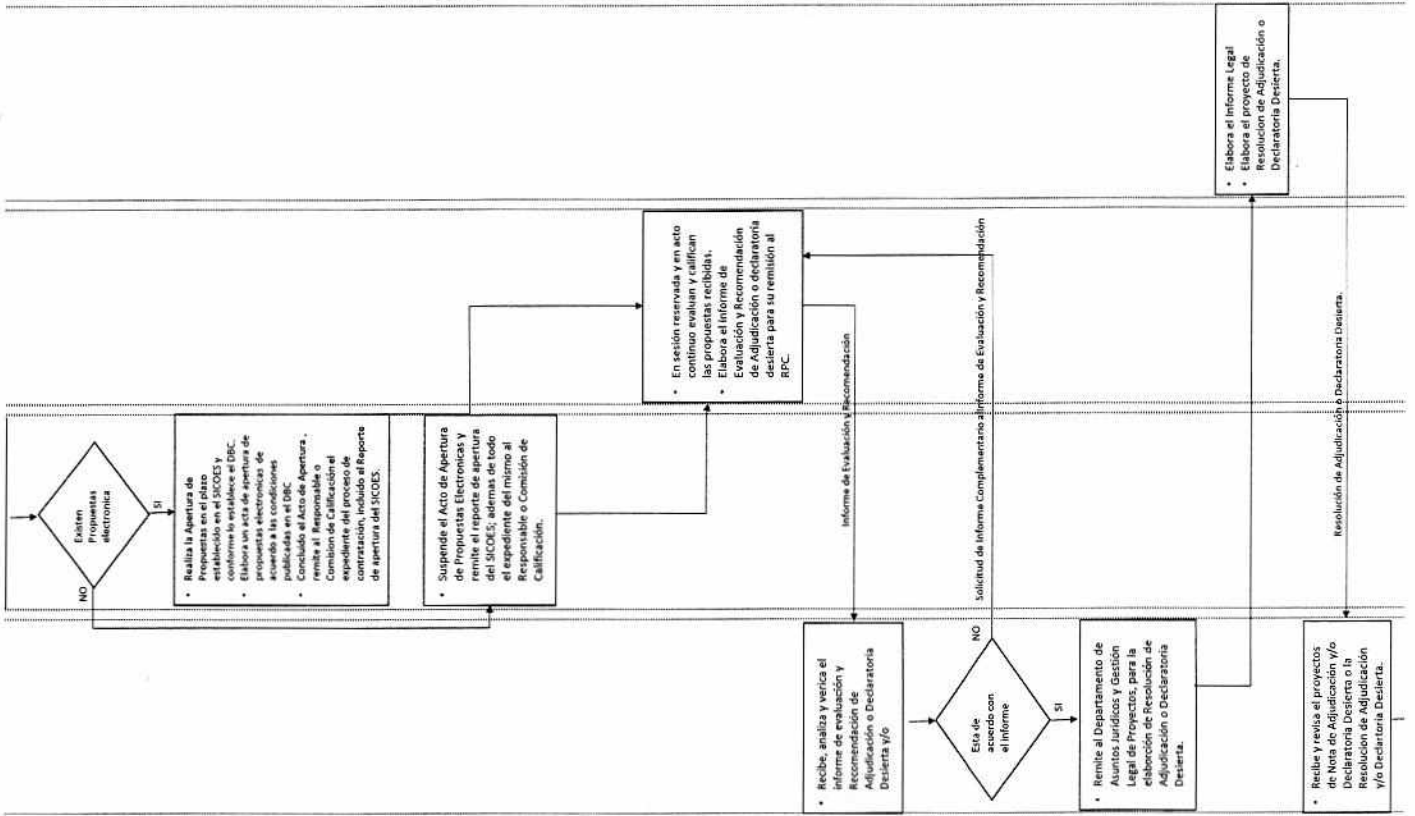 Existen
Propuestas
electronica
NO
SI
• Realiza la Apertura de
Propuestas en el plazo
establecido en el SICOES y
conforme lo establece el DBC.
• Elabora un acta de apertura de
propuestas electronicas de
acuerdo a las condiciones
publicadas en el DBC
• Concluido el Acto de Apertura ,
remite al Responsable o
Comision de Calificación el
expediente del proceso de
contratación, incluido el Reporte
de apertura del SICOES.
• Suspende el Acto de Apertura
de Propuestas Electronicas y
remite el reporte de apertura
del SICOES; ademas de todo
el expediente del mismo al
Responsable o Comisión de
Calificación.
• En sesión reservada y en acto
continuo evaluan y califican
las propuestas recibidas.
• Elabora el informe de
Evaluación y Recomendación
de Adjudicación o declaratoria
desierta para su remisión al
RPC.
Informe de Evaluación y Recomendación
• Recibe, analiza y verica el
informe de evaluación y
Recomendación de
Adjudicación o Declaratoria
Desierta y/o
Esta de
acuerdo con
el informe
NO
Solicitud de Informe Complementario al Informe de Evaluación y Recomendación
SI
• Remite al Departamento de
Asuntos Jurídicos y Gestión
Legal de Proyectos, para la
elaborción de Resolución de
Adjudicación o Declaratoria
Desierta.
• Elabora el Informe Legal
• Elabora el proyecto de
Resolucion de Adjudicación o
Declaratoria Desierta.
Resolución de Adjudicación o Declaratoria Desierta.
• Recibe y revisa el proyectos
de Nota de Adjudicación y/o
Declaratoria Desierta o la
Resolucion de Adjudicación
y/o Declartoria Desierta.